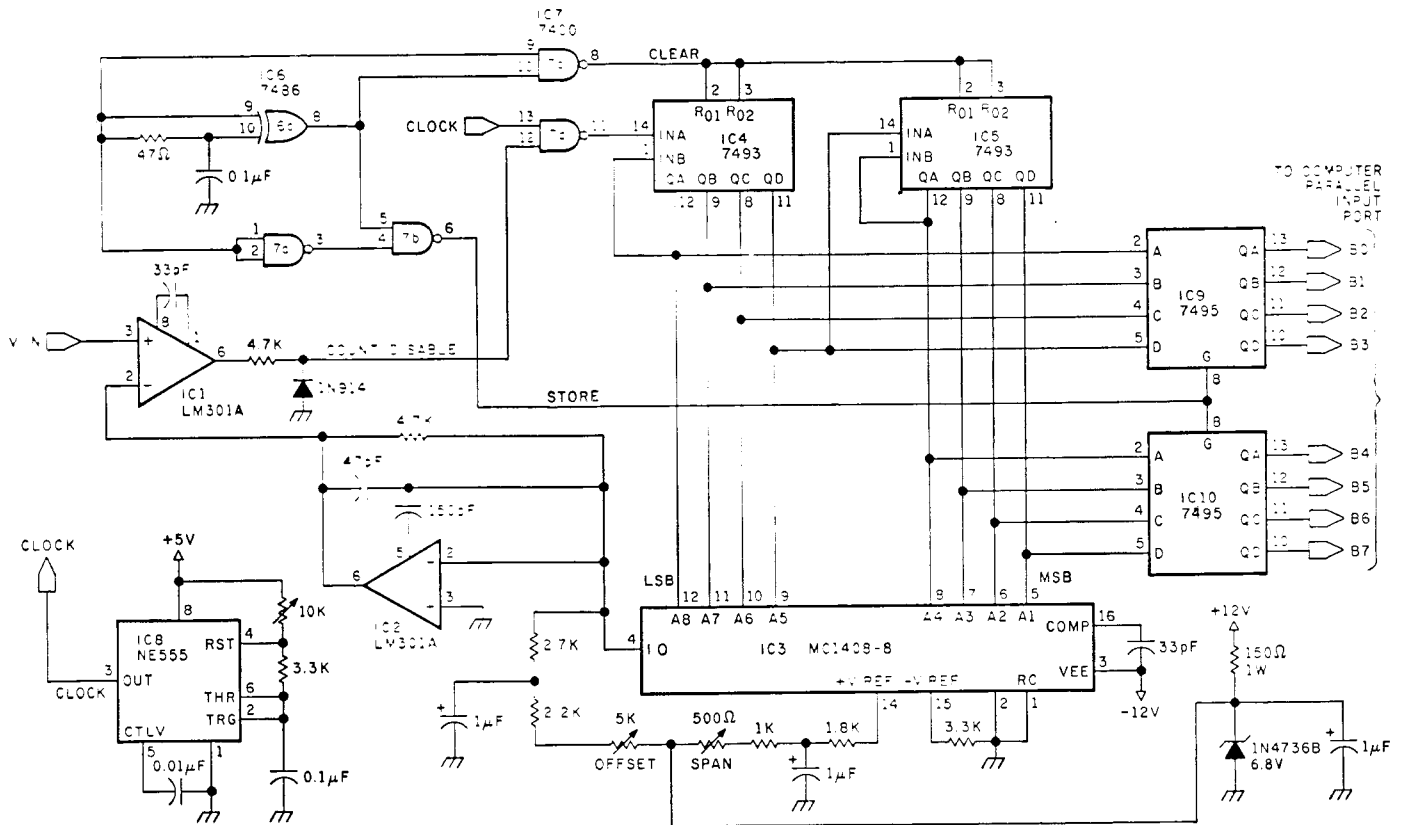 IC7
7400
9
10
8
CLEAR
IC6
7486
9
10
8
47Ω
0.1µF
CLOCK
13
12
11
2
3
R01 R02
14
INA
1
INB
IC4
7493
QA QB QC QD
12
9
8
11
2
3
R01 R02
14
INA
1
INB
IC5
7493
QA QB QC QD
12
9
8
11
TO COMPUTER
PARALLEL
INPUT
PORT
1
2
3
5
4
7b
6
33pF
8
1
V IN
3
+
2
−
6
IC1
LM301A
4.7K
COUNT DISABLE
1N914
STORE
2
A
3
B
4
C
5
D
IC9
7495
QA
13
B0
QB
12
B1
QC
11
B2
QD
10
B3
G
8
8
G
2
A
3
B
4
C
5
D
IC10
7495
QA
13
B4
QB
12
B5
QC
11
B6
QD
10
B7
4.7K
47pF
150pF
5
6
2
3
IC2
LM301A
CLOCK
+5V
8
10K
IC8
NE555
RST
4
3
OUT
CLOCK
3.3K
THR
6
TRG
2
CTLV
5
1
0.01µF
0.1µF
2.7K
2.2K
1µF
5K
OFFSET
500Ω
SPAN
1K
1.8K
1µF
LSB
12
11
10
9
A8 A7 A6 A5
8
7
6
5
A4 A3 A2 A1
MSB
4
IO
IC3 MC1408-8
COMP
16
VEE
3
33pF
-12V
+V REF -V REF
RC
14
15
2
1
3.3K
+12V
150Ω
1W
1N4736B
6.8V
1µF